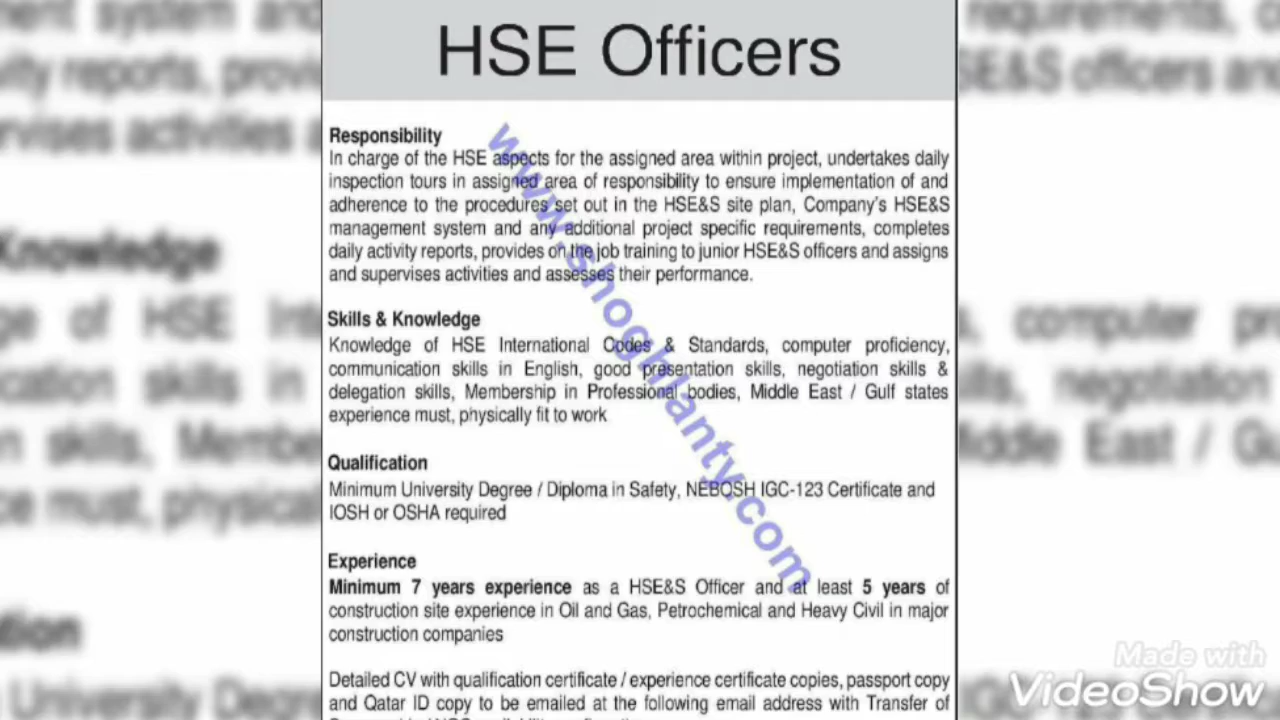 HSE Officers
Responsibility
In charge of the HSE aspects for the assigned area within project, undertakes daily
inspection tours in assigned area of responsibility to ensure implementation of and
adherence to the procedures set out in the HSE&S site plan, Company's HSE&S
management system and any additional project specific requirements, completes
daily activity reports, provides on the job training to junior HSE&S officers and assigns
and supervises activities and assesses their performance.
Skills & Knowledge
Knowledge of HSE International Codes & Standards, computer proficiency,
communication skills in English, good presentation skills, negotiation skills &
delegation skills, Membership in Professional bodies, Middle East / Gulf states
experience must, physically fit to work
Qualification
Minimum University Degree / Diploma in Safety, NEBOSH IGC-123 Certificate and
IOSH or OSHA required
Experience
Minimum 7 years experience as a HSE&S Officer and at least 5 years of
construction site experience in Oil and Gas, Petrochemical and Heavy Civil in major
construction companies
Detailed CV with qualification certificate / experience certificate copies, passport copy
and Qatar ID copy to be emailed at the following email address with Transfer of
www.shoghlanty.com
Made with
VideoShow